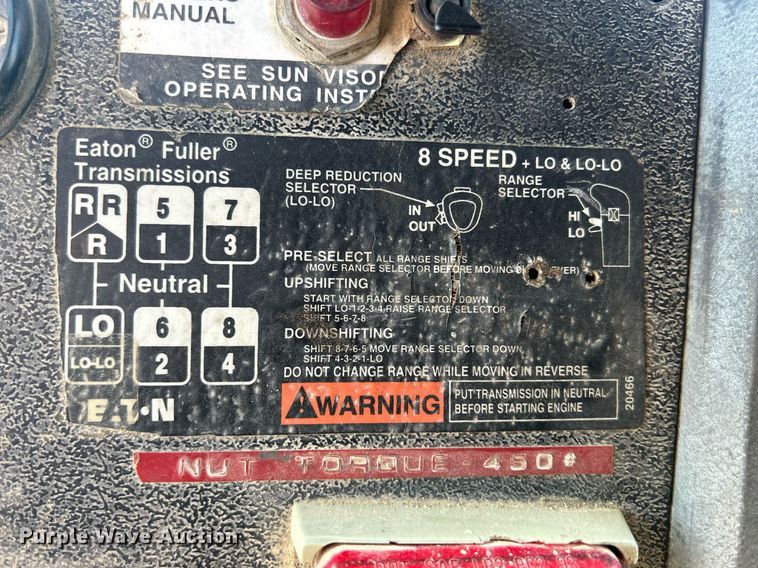 MANUAL
SEE SUN VISOR
OPERATING INST
Eaton® Fuller®
Transmissions
8 SPEED + LO & LO-LO
DEEP REDUCTION
SELECTOR
(LO-LO)
IN
OUT
RANGE
SELECTOR
HI
LO
R R 5 7
R 1 3
Neutral
LO 6 8
LO-LO 2 4
PRE-SELECT ALL RANGE SHIFTS
(MOVE RANGE SELECTOR BEFORE MOVING
UPSHIFTING
START WITH RANGE SELECTOR DOWN
SHIFT LO-1-2-3-4 RAISE RANGE SELECTOR
SHIFT 5-6-7-8
DOWNSHIFTING
SHIFT 8-7-6-5 MOVE RANGE SELECTOR DOWN
SHIFT 4-3-2-1-LO
DO NOT CHANGE RANGE WHILE MOVING IN REVERSE
WARNING
PUT TRANSMISSION IN NEUTRAL
BEFORE STARTING ENGINE
20466
EATON
NUT TORQUE 450#
Purple Wave Auction